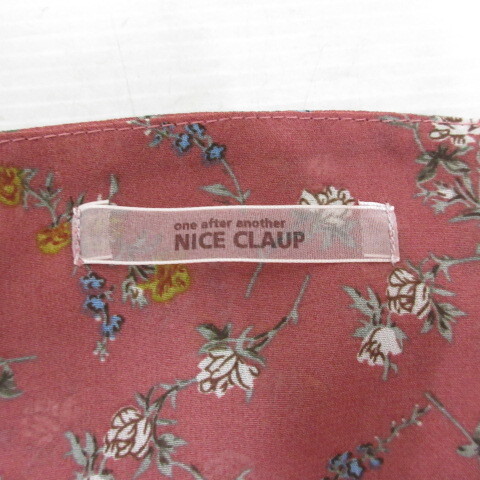 one after another
NICE CLAUP